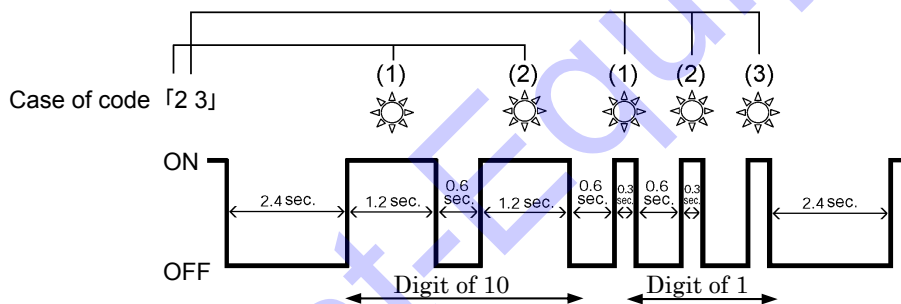 (1) (2) (1) (2) (3)
Case of code 「2 3」
ON
2.4 sec. 1.2 sec. 0.6 sec. 1.2 sec. 0.6 sec. 0.3 sec. 0.6 sec. 0.3 sec. 2.4 sec.
OFF
Digit of 10 Digit of 1